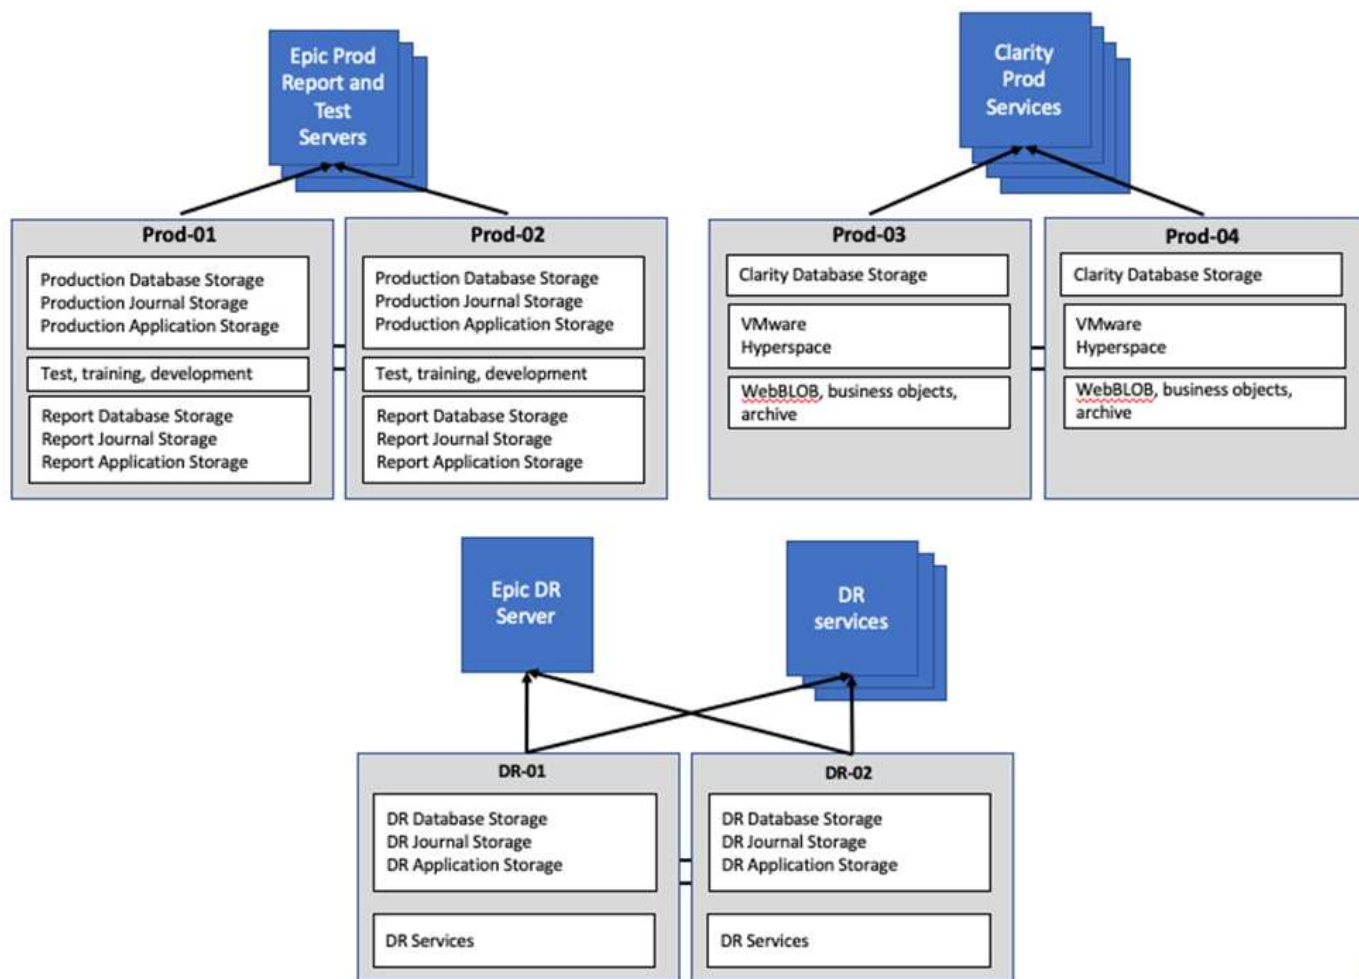 Epic Prod
Report and
Test
Servers
Clarity
Prod
Services
Prod-01
Production Database Storage
Production Journal Storage
Production Application Storage
Test, training, development
Report Database Storage
Report Journal Storage
Report Application Storage
Prod-02
Production Database Storage
Production Journal Storage
Production Application Storage
Test, training, development
Report Database Storage
Report Journal Storage
Report Application Storage
Prod-03
Clarity Database Storage
VMware
Hyperspace
WebBLOB, business objects,
archive
Prod-04
Clarity Database Storage
VMware
Hyperspace
WebBLOB, business objects,
archive
Epic DR
Server
DR
services
DR-01
DR Database Storage
DR Journal Storage
DR Application Storage
DR Services
DR-02
DR Database Storage
DR Journal Storage
DR Application Storage
DR Services